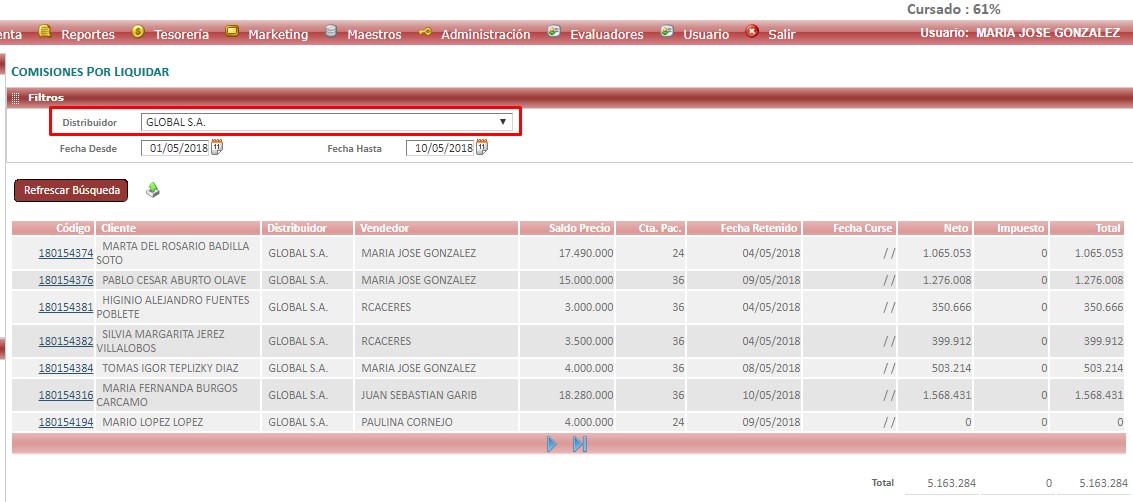 Cursado : 61%
enta Reportes Tesorería Marketing Maestros Administración Evaluadores Usuario Salir Usuario: MARIA JOSE GONZALEZ
COMISIONES POR LIQUIDAR
Filtros
Distribuidor GLOBAL S.A.
Fecha Desde 01/05/2018 11 Fecha Hasta 10/05/2018 11
Refrescar Búsqueda
Código Cliente Distribuidor Vendedor Saldo Precio Cta. Pac. Fecha Retenido Fecha Curse Neto Impuesto Total
180154374 MARTA DEL ROSARIO BADILLA SOTO GLOBAL S.A. MARIA JOSE GONZALEZ 17.490.000 24 04/05/2018 / / 1.065.053 0 1.065.053
180154376 PABLO CESAR ABURTO OLAVE GLOBAL S.A. MARIA JOSE GONZALEZ 15.000.000 36 09/05/2018 / / 1.276.008 0 1.276.008
180154381 HIGINIO ALEJANDRO FUENTES POBLETE GLOBAL S.A. RCACERES 3.000.000 36 04/05/2018 / / 350.666 0 350.666
180154382 SILVIA MARGARITA JEREZ VILLALOBOS GLOBAL S.A. RCACERES 3.500.000 36 04/05/2018 / / 399.912 0 399.912
180154384 TOMAS IGOR TEPLIZKY DIAZ GLOBAL S.A. MARIA JOSE GONZALEZ 4.000.000 36 08/05/2018 / / 503.214 0 503.214
180154316 MARIA FERNANDA BURGOS CARCAMO GLOBAL S.A. JUAN SEBASTIAN GARIB 18.280.000 36 10/05/2018 / / 1.568.431 0 1.568.431
180154194 MARIO LOPEZ LOPEZ GLOBAL S.A. PAULINA CORNEJO 4.000.000 24 09/05/2018 / / 0 0 0
Total 5.163.284 0 5.163.284